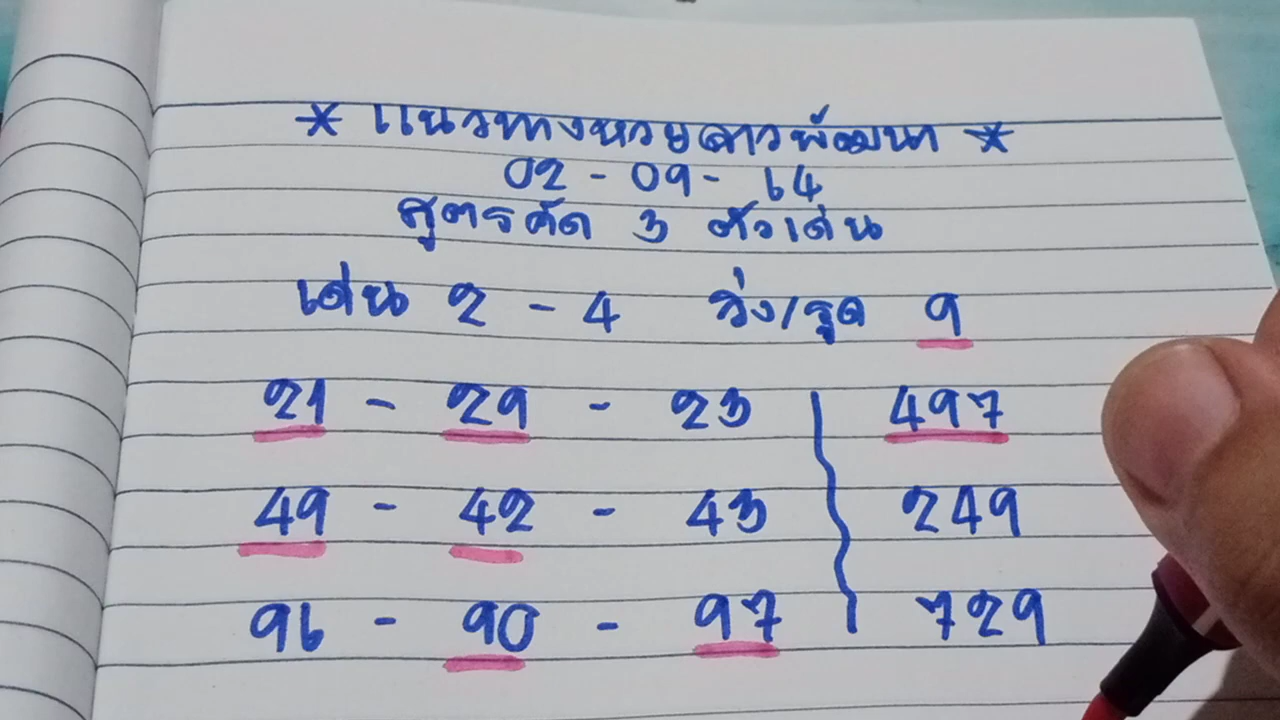 * แนวทางหวยลาวพัฒนา *
02 - 09 - 64
สูตรคัด 3 ตัวเด่น
เด่น 2 - 4 วิ่ง/รูด 9
21 - 29 - 23 497
49 - 42 - 43 249
96 - 90 - 97 729